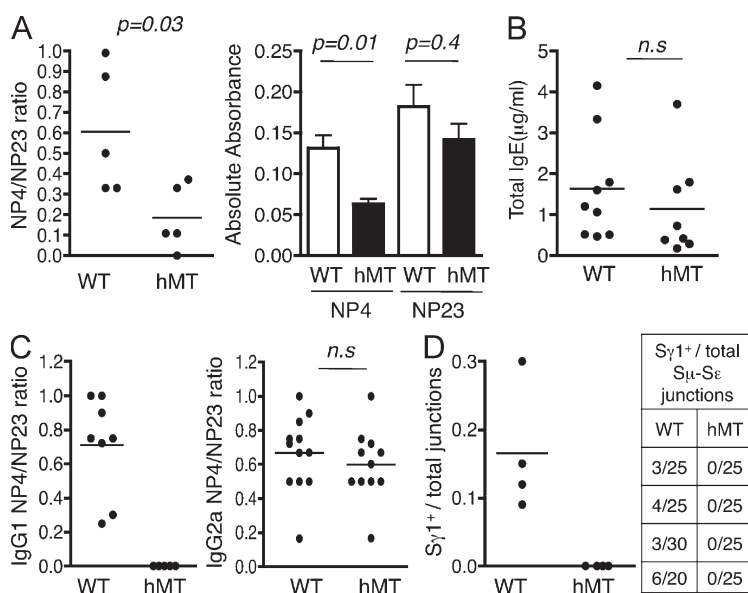 A
p=0.03
NP4/NP23 ratio
1.0
0.9
0.8
0.7
0.6
0.5
0.4
0.3
0.2
0.1
0.0
WT
hMT
Absolute Absorbance
0.25
0.20
0.15
0.10
0.05
0.00
p=0.01
p=0.4
WT hMT WT hMT
NP4
NP23
B
n.s
Total IgE(μg/ml)
5
4
3
2
1
0
WT
hMT
C
IgG1 NP4/NP23 ratio
1.2
1.0
0.8
0.6
0.4
0.2
0.0
WT
hMT
n.s
IgG2a NP4/NP23 ratio
1.2
1.0
0.8
0.6
0.4
0.2
0.0
WT
hMT
D
Sγ1⁺ / total junctions
0.3
0.2
0.1
0.0
WT
hMT
Sγ1⁺ / total
Sμ-Sε
junctions
WT hMT
3/25 0/25
4/25 0/25
3/30 0/25
6/20 0/25